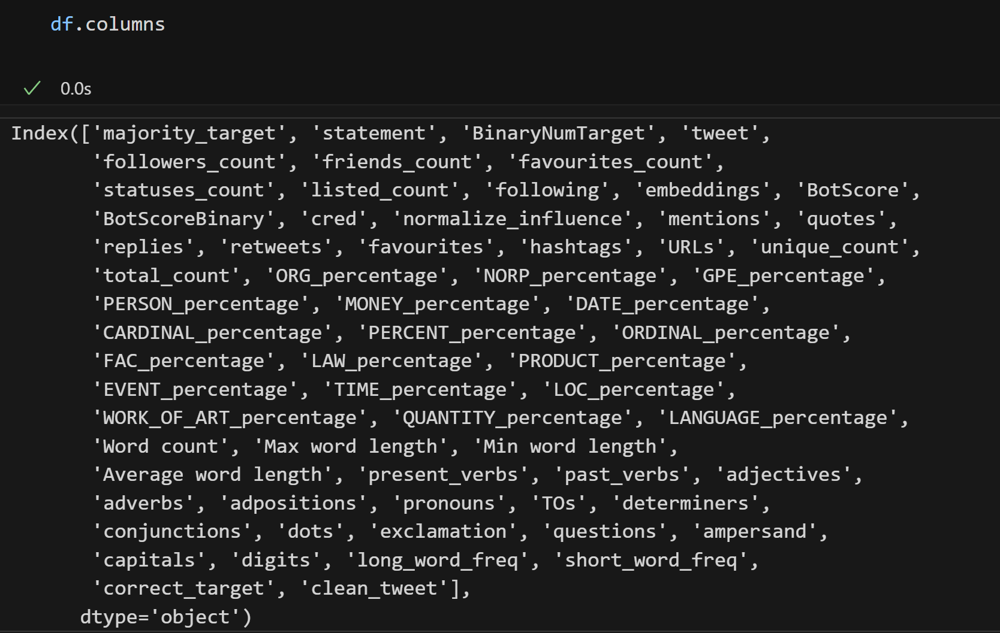 df.columns
0.0s
Index(['majority_target', 'statement', 'BinaryNumTarget', 'tweet',
'followers_count', 'friends_count', 'favourites_count',
'statuses_count', 'listed_count', 'following', 'embeddings', 'BotScore',
'BotScoreBinary', 'cred', 'normalize_influence', 'mentions', 'quotes',
'replies', 'retweets', 'favourites', 'hashtags', 'URLs', 'unique_count',
'total_count', 'ORG_percentage', 'NORP_percentage', 'GPE_percentage',
'PERSON_percentage', 'MONEY_percentage', 'DATE_percentage',
'CARDINAL_percentage', 'PERCENT_percentage', 'ORDINAL_percentage',
'FAC_percentage', 'LAW_percentage', 'PRODUCT_percentage',
'EVENT_percentage', 'TIME_percentage', 'LOC_percentage',
'WORK_OF_ART_percentage', 'QUANTITY_percentage', 'LANGUAGE_percentage',
'Word count', 'Max word length', 'Min word length',
'Average word length', 'present_verbs', 'past_verbs', 'adjectives',
'adverbs', 'adpositions', 'pronouns', 'TOs', 'determiners',
'conjunctions', 'dots', 'exclamation', 'questions', 'ampersand',
'capitals', 'digits', 'long_word_freq', 'short_word_freq',
'correct_target', 'clean_tweet'],
dtype='object')